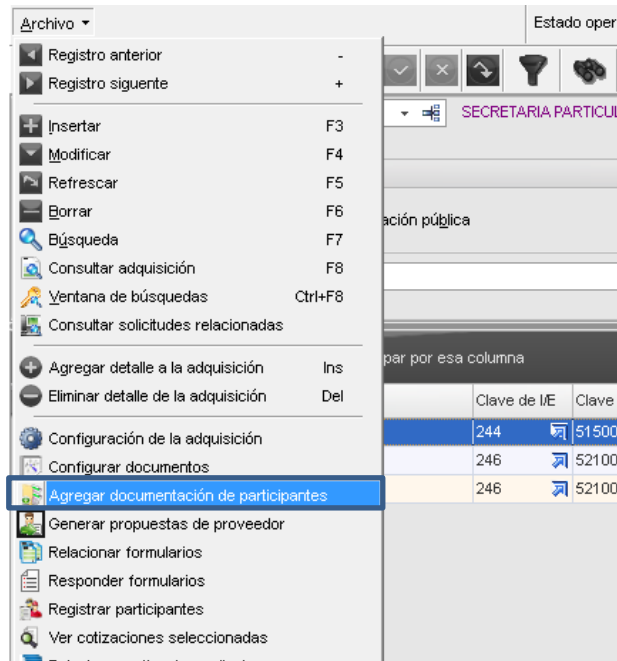 Archivo
Estado oper
Registro anterior -
Registro siguente +
SECRETARIA PARTICUL
Insertar F3
Modificar F4
Refrescar F5
Borrar F6
ación pública
Búsqueda F7
Consultar adquisición F8
Ventana de búsquedas Ctrl+F8
Consultar solicitudes relacionadas
par por esa columna
Agregar detalle a la adquisición Ins
Eliminar detalle de la adquisición Del
Clave de I/E Clave
244 51500
Configuración de la adquisición
246 52100
Configurar documentos
246 52100
Agregar documentación de participantes
Generar propuestas de proveedor
Relacionar formularios
Responder formularios
Registrar participantes
Ver cotizaciones seleccionadas